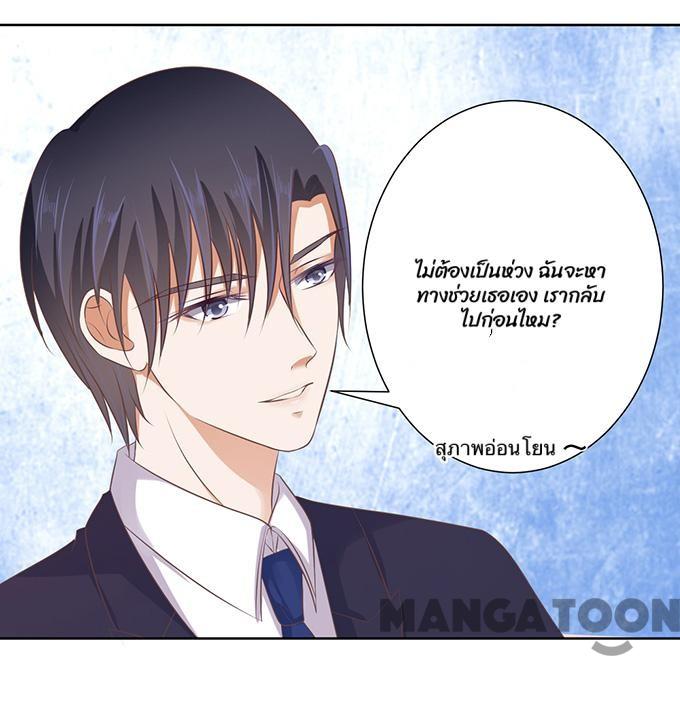 ไม่ต้องเป็นห่วง ฉันจะหา
ทางช่วยเธอเอง เรากลับ
ไปก่อนไหม?
สุภาพอ่อนโยน ~
MANGATOON